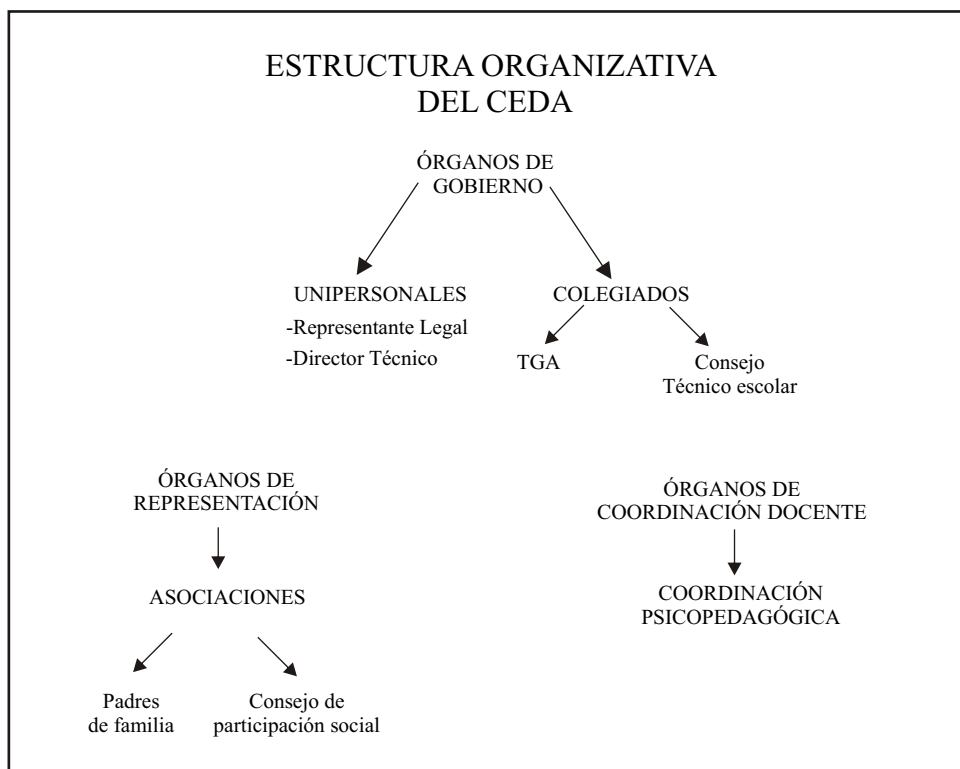 ESTRUCTURA ORGANIZATIVA
DEL CEDA
ÓRGANOS DE
GOBIERNO
UNIPERSONALES
-Representante Legal
-Director Técnico
COLEGIADOS
TGA
Consejo
Técnico escolar
ÓRGANOS DE
REPRESENTACIÓN
ASOCIACIONES
Padres
de familia
Consejo de
participación social
ÓRGANOS DE
COORDINACIÓN DOCENTE
COORDINACIÓN
PSICOPEDAGÓGICA